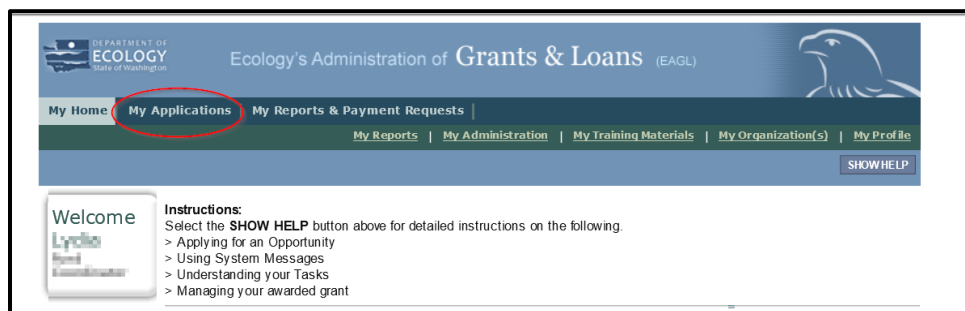 DEPARTMENT OF
ECOLOGY
State of Washington
Ecology's Administration of Grants & Loans (EAGL)
My Home My Applications My Reports & Payment Requests |
My Reports | My Administration | My Training Materials | My Organization(s) | My Profile
SHOW HELP
Welcome
Instructions:
Select the SHOW HELP button above for detailed instructions on the following.
> Applying for an Opportunity
> Using System Messages
> Understanding your Tasks
> Managing your awarded grant